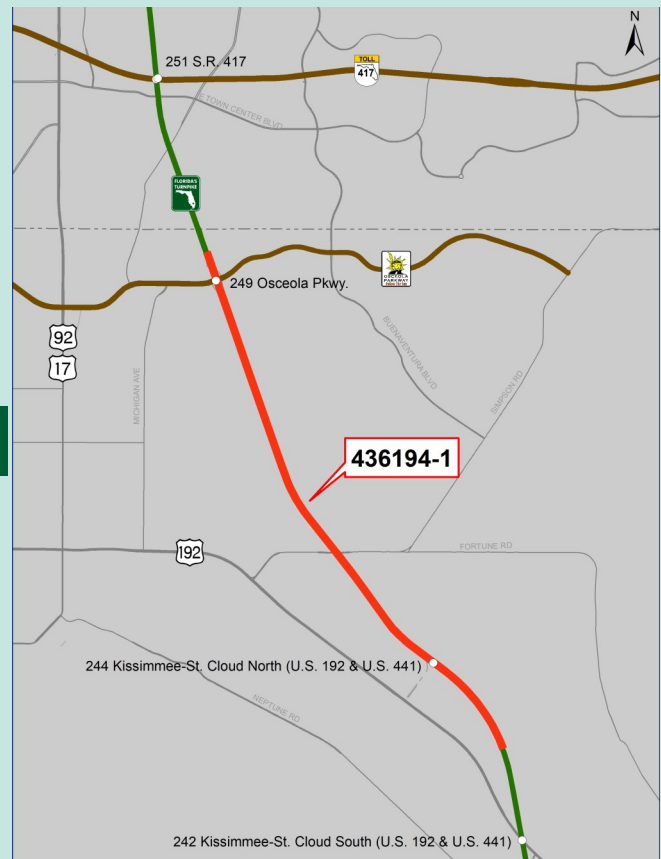 N
251 S.R. 417
TOLL
417
E TOWN CENTER BLVD
FLORIDA'S
TURNPIKE
249 Osceola Pkwy.
OSCEOLA
PARKWAY
92
17
MICHIGAN AVE
BUENAVENTURA BLVD
SIMPSON RD
436194-1
192
FORTUNE RD
244 Kissimmee-St. Cloud North (U.S. 192 & U.S. 441)
NEPTUNE RD
242 Kissimmee-St. Cloud South (U.S. 192 & U.S. 441)